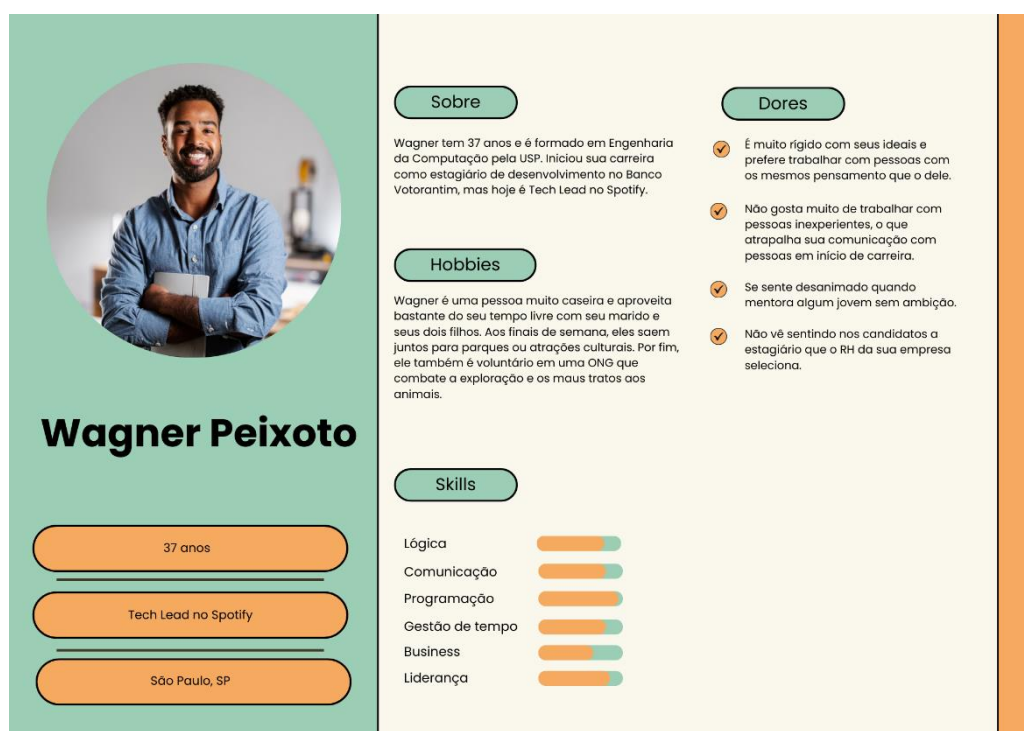 Wagner Peixoto
37 anos
Tech Lead no Spotify
São Paulo, SP
Sobre
Wagner tem 37 anos e é formado em Engenharia
da Computação pela USP. Iniciou sua carreira
como estagiário de desenvolvimento no Banco
Votorantim, mas hoje é Tech Lead no Spotify.
Hobbies
Wagner é uma pessoa muito caseira e aproveita
bastante do seu tempo livre com seu marido e
seus dois filhos. Aos finais de semana, eles saem
juntos para parques ou atrações culturais. Por fim,
ele também é voluntário em uma ONG que
combate a exploração e os maus tratos aos
animais.
Skills
Lógica
Comunicação
Programação
Gestão de tempo
Business
Liderança
Dores
É muito rígido com seus ideais e
prefere trabalhar com pessoas com
os mesmos pensamento que o dele.
Não gosta muito de trabalhar com
pessoas inexperientes, o que
atrapalha sua comunicação com
pessoas em início de carreira.
Se sente desanimado quando
mentora algum jovem sem ambição.
Não vê sentindo nos candidatos a
estagiário que o RH da sua empresa
seleciona.